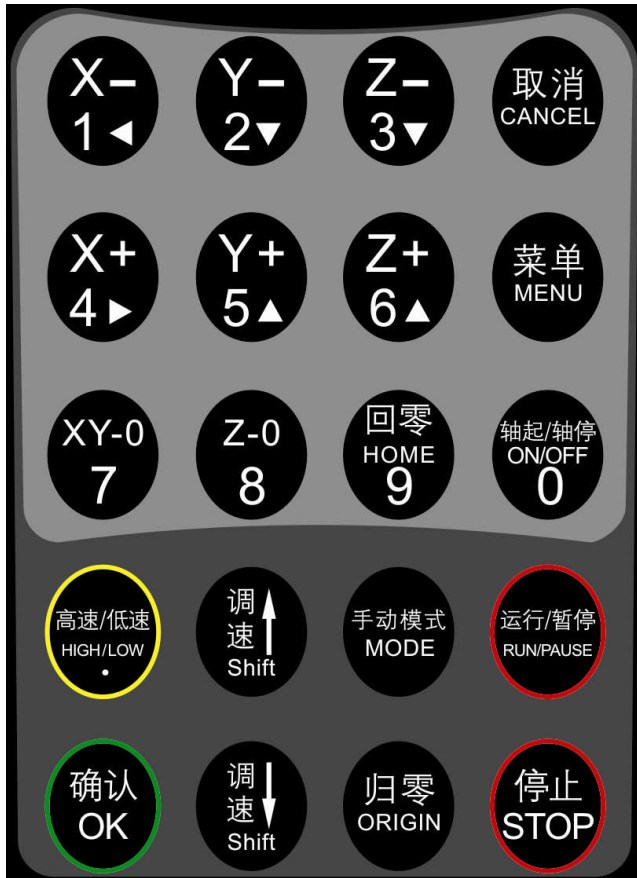 X−
1◄
Y−
2▼
Z−
3▼
取消
CANCEL
X+
4►
Y+
5▲
Z+
6▲
菜单
MENU
XY-0
7
Z-0
8
回零
HOME
9
轴起/轴停
ON/OFF
0
高速/低速
HIGH/LOW
•
调
速
Shift
手动模式
MODE
运行/暂停
RUN/PAUSE
确认
OK
调
速
Shift
归零
ORIGIN
停止
STOP